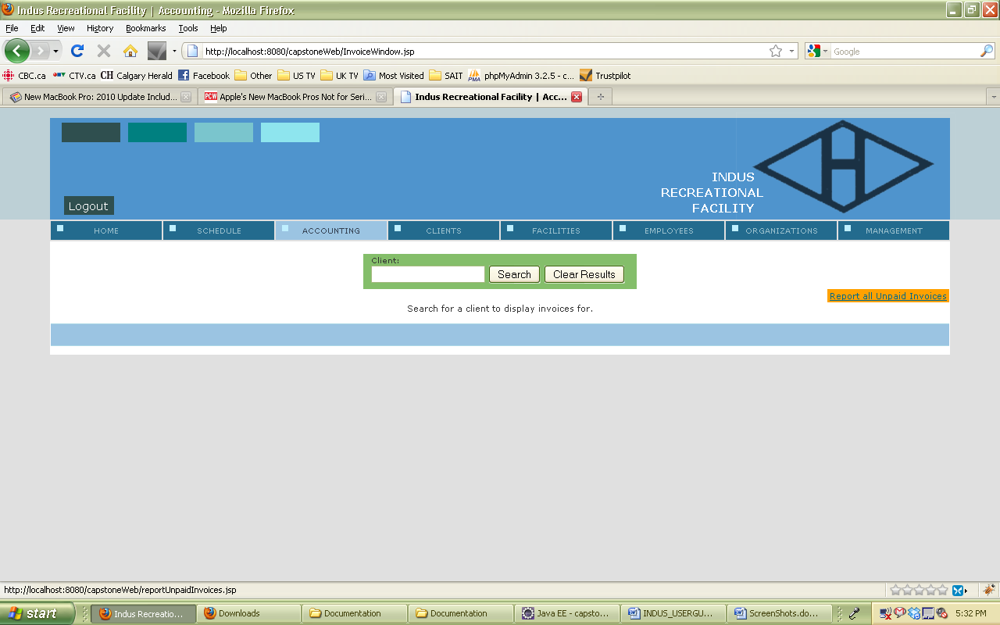 Indus Recreational Facility | Accounting - Mozilla Firefox
File Edit View History Bookmarks Tools Help
http://localhost:8080/capstoneWeb/InvoiceWindow.jsp
Google
CBC.ca CTV.ca CH Calgary Herald Facebook Other US TV UK TV Most Visited SAIT PMA phpMyAdmin 3.2.5 - c... Trustpilot
New MacBook Pro: 2010 Update Includ... PCW Apple's New MacBook Pros Not for Seri... Indus Recreational Facility | Acc...
INDUS
RECREATIONAL
FACILITY
Logout
HOME SCHEDULE ACCOUNTING CLIENTS FACILITIES EMPLOYEES ORGANIZATIONS MANAGEMENT
Client:
Search Clear Results
Report all Unpaid Invoices
Search for a client to display invoices for.
http://localhost:8080/capstoneWeb/reportUnpaidInvoices.jsp
start Indus Recreatio... Downloads Documentation Documentation Java EE - capsto... INDUS_USERGU... ScreenShots.do... 5:32 PM